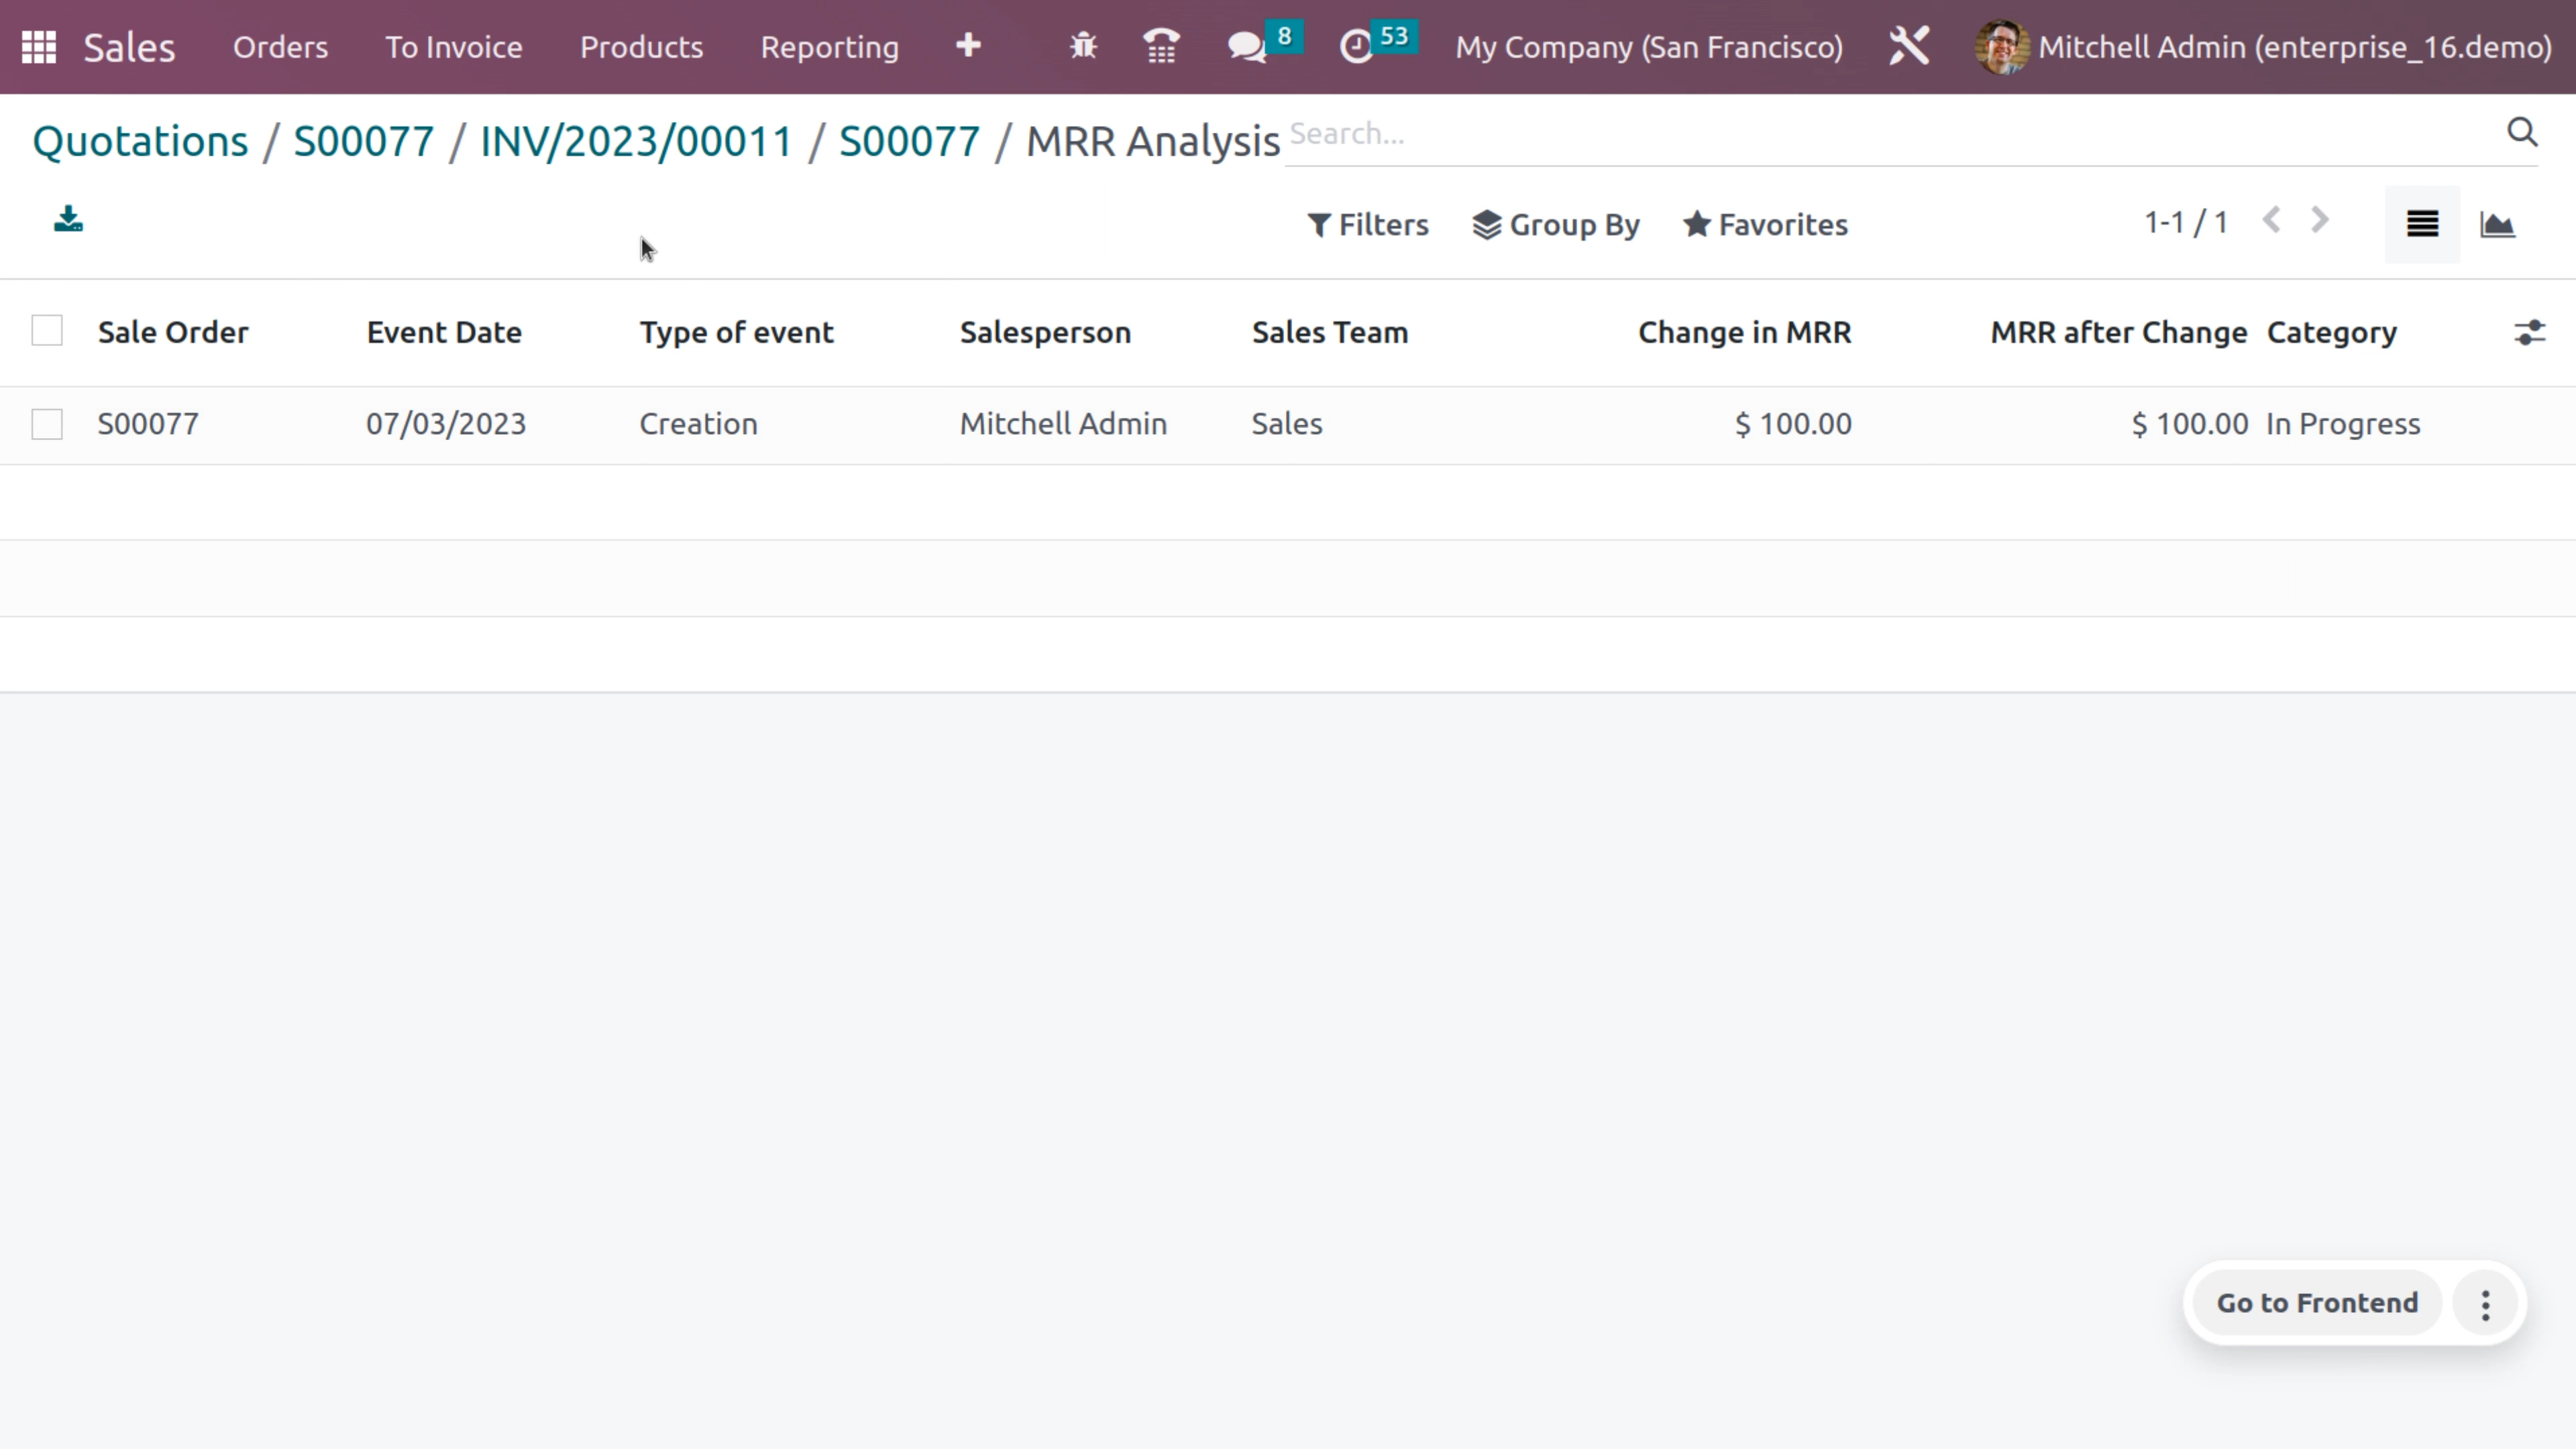 Sales Orders To Invoice Products Reporting 8 53 My Company (San Francisco) Mitchell Admin (enterprise_16.demo)
Quotations / S00077 / INV/2023/00011 / S00077 / MRR Analysis Search...
Filters Group By Favorites 1-1 / 1
Sale Order Event Date Type of event Salesperson Sales Team Change in MRR MRR after Change Category
S00077 07/03/2023 Creation Mitchell Admin Sales $ 100.00 $ 100.00 In Progress
Go to Frontend